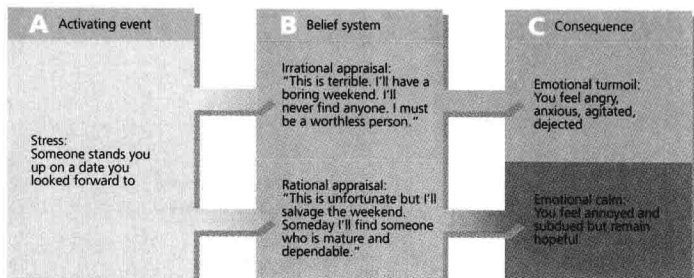 A Activating event
Stress:
Someone stands you
up on a date you
looked forward to
B Belief system
Irrational appraisal:
"This is terrible. I'll have a
boring weekend. I'll
never find anyone. I must
be a worthless person."
Rational appraisal:
"This is unfortunate but I'll
salvage the weekend.
Someday I'll find someone
who is mature and
dependable."
C Consequence
Emotional turmoil:
You feel angry,
anxious, agitated,
dejected
Emotional calm:
You feel annoyed and
subdued but remain
hopeful